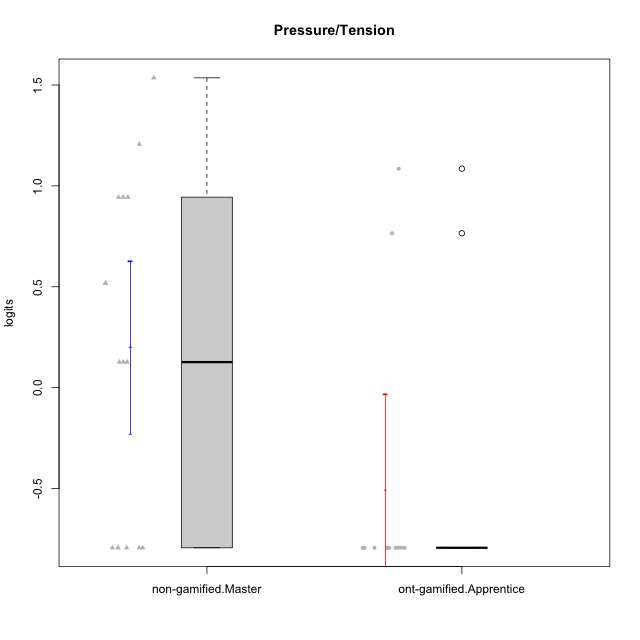 Pressure/Tension
1.5
1.0
0.5
0.0
-0.5
logits
non-gamified.Master
ont-gamified.Apprentice